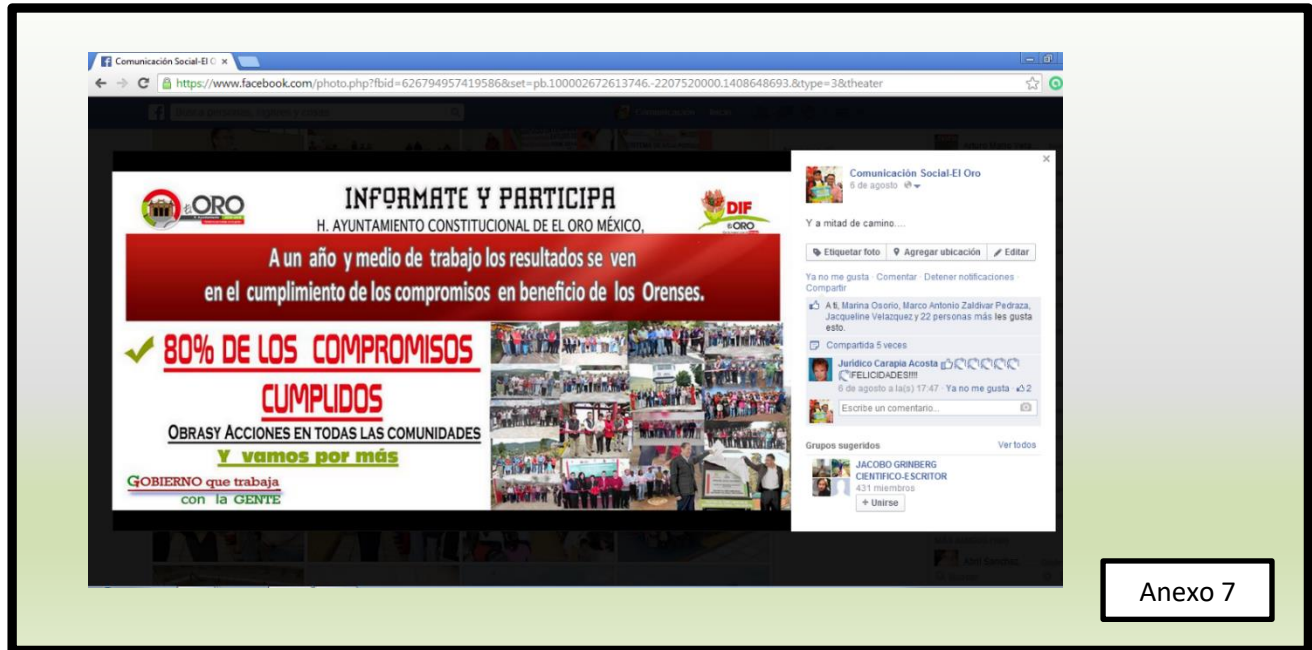 Comunicación Social-El O
https://www.facebook.com/photo.php?fbid=626794957419586&set=pb.100002672613746.-2207520000.1408648693.&type=3&theater
EL ORO
INFORMATE Y PARTICIPA
H. AYUNTAMIENTO CONSTITUCIONAL DE EL ORO MÉXICO,
DIF
EL ORO
A un año y medio de trabajo los resultados se ven
en el cumplimiento de los compromisos en beneficio de los Orenses.
80% DE LOS COMPROMISOS
CUMPLIDOS
OBRASY ACCIONES EN TODAS LAS COMUNIDADES
Y vamos por más
GOBIERNO que trabaja
con la GENTE
Comunicación Social-El Oro
6 de agosto
Y a mitad de camino....
Etiquetar foto Agregar ubicación Editar
Ya no me gusta · Comentar · Detener notificaciones ·
Compartir
A ti, Marina Osorio, Marco Antonio Zaldivar Pedraza,
Jacqueline Velazquez y 22 personas más les gusta
esto.
Compartida 5 veces
Jurídico Carapia Acosta
¡FELICIDADES!!!!
6 de agosto a la(s) 17:47 · Ya no me gusta · 2
Escribe un comentario...
Grupos sugeridos Ver todos
JACOBO GRINBERG
CIENTIFICO-ESCRITOR
431 miembros
+ Unirse
Anexo 7